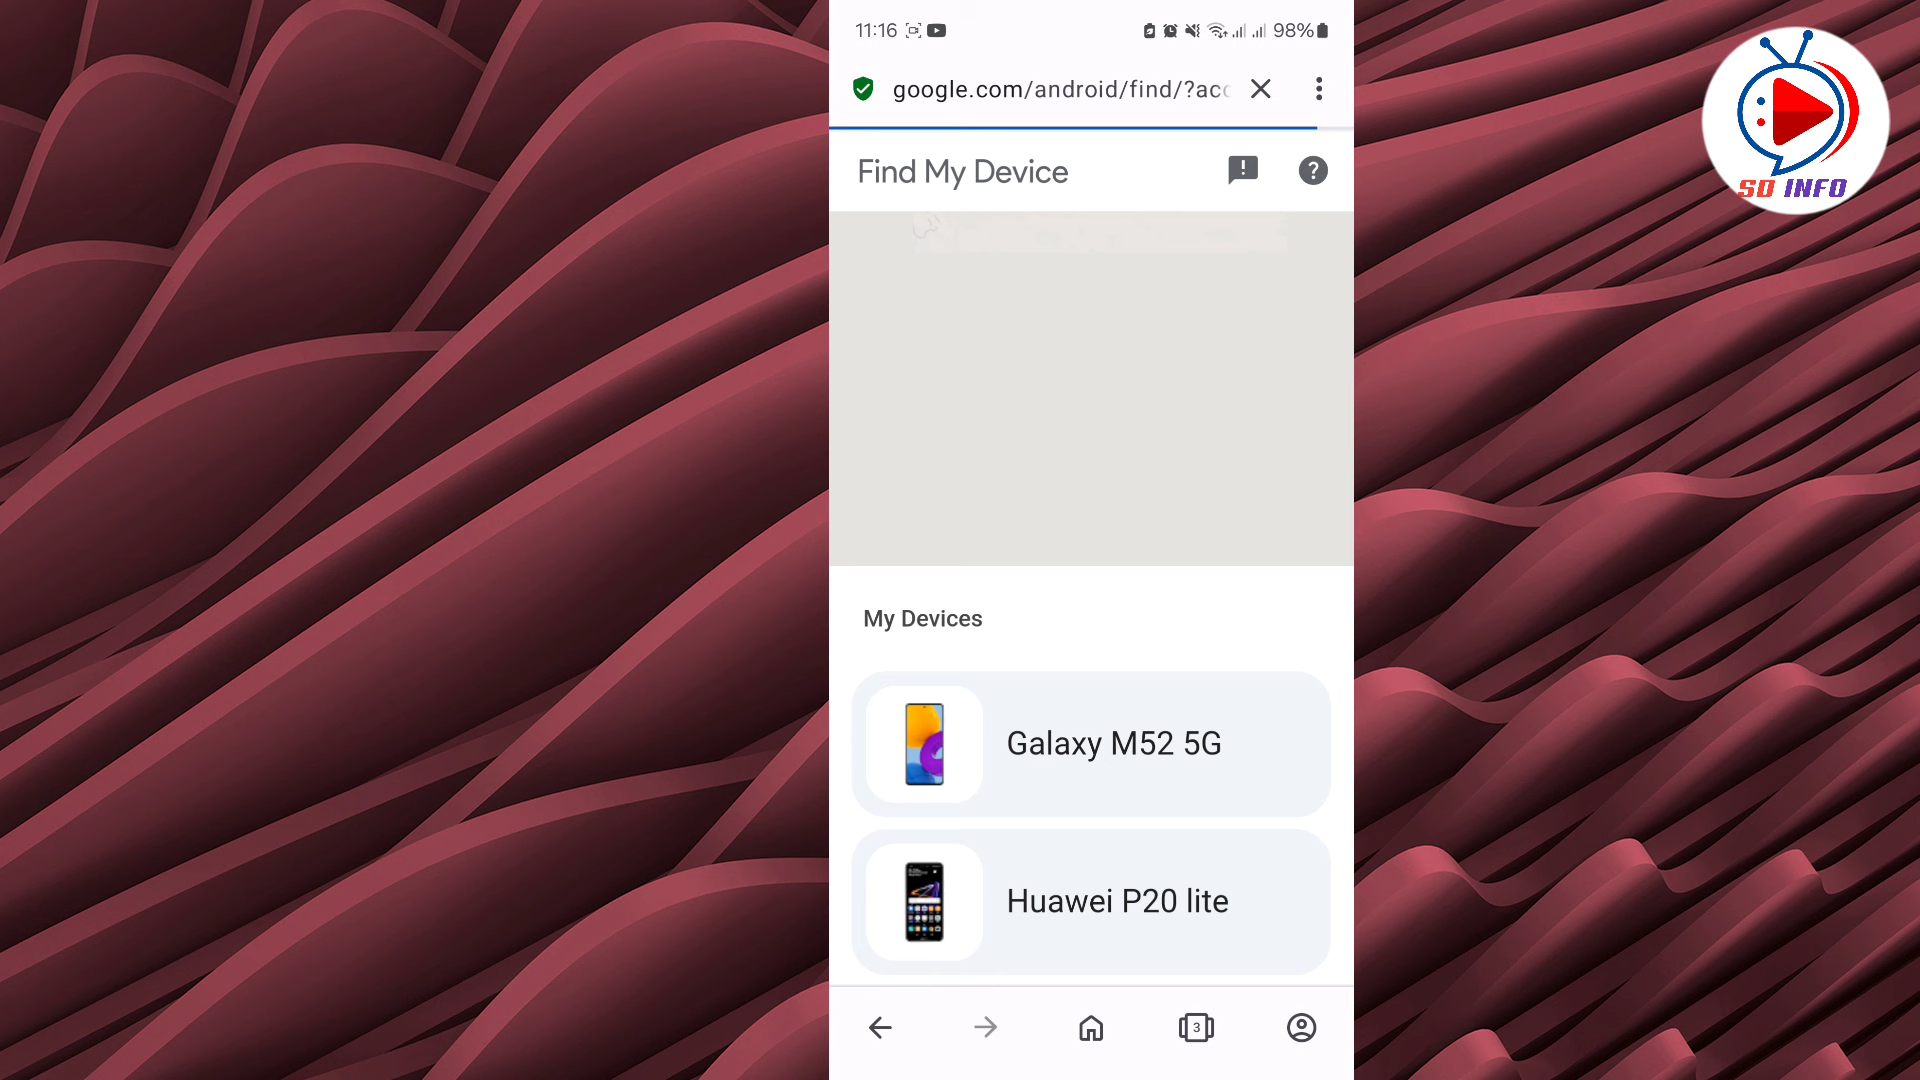 11:16
98%
google.com/android/find/?acc
SD INFO
Find My Device
My Devices
Galaxy M52 5G
Huawei P20 lite
3